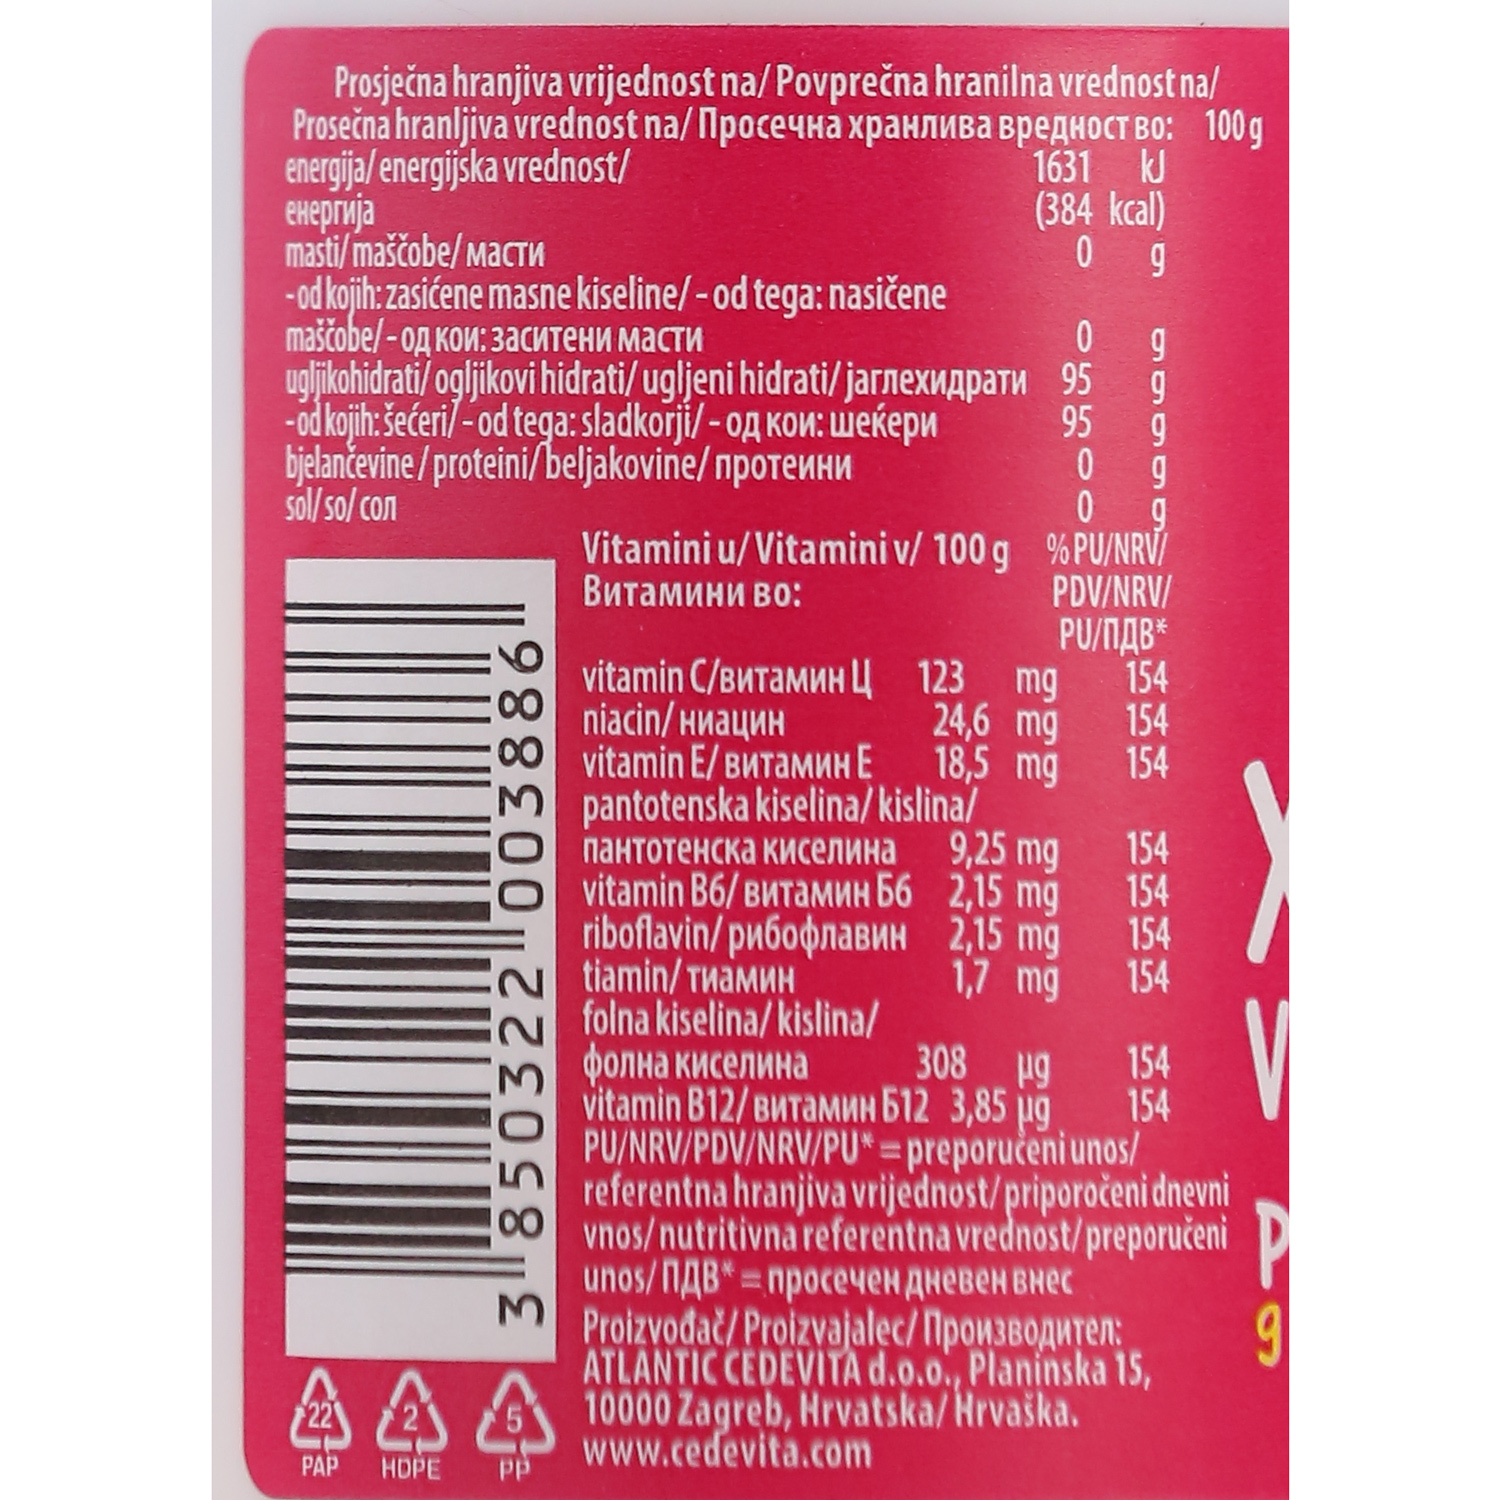 Prosječna hranjiva vrijednost na/ Povprečna hranilna vrednost na/
Prosečna hranljiva vrednost na/ Просечна хранлива вредност во: 100 g
energija/ energijska vrednost/ 1631 kJ
енергија (384 kcal)
masti/ maščobe/ масти 0 g
- od kojih: zasićene masne kiseline/ - od tega: nasičene
maščobe/ - од кои: заситени масти 0 g
ugljikohidrati/ ogljikovi hidrati/ ugljeni hidrati/ јаглехидрати 95 g
- od kojih: šećeri/ - od tega: sladkorji/ - од кои: шеќери 95 g
bjelančevine/ proteini/ beljakovine/ протеини 0 g
sol/ so/ сол 0 g
Vitamini u/ Vitamini v/ 100 g % PU/NRV/
Витамини во: PDV/NRV/
PU/ПДВ*
vitamin C/витамин Ц 123 mg 154
niacin/ ниацин 24,6 mg 154
vitamin E/ витамин Е 18,5 mg 154
pantotenska kiselina/ kislina/
пантотенска киселина 9,25 mg 154
vitamin B6/ витамин Б6 2,15 mg 154
riboflavin/ рибофлавин 2,15 mg 154
tiamin/ тиамин 1,7 mg 154
folna kiselina/ kislina/
фолна киселина 308 µg 154
vitamin B12/ витамин Б12 3,85 µg 154
PU/NRV/PDV/NRV/PU* = preporučeni unos/
referentna hranjiva vrijednost/ priporočeni dnevni
vnos/ nutritivna referentna vrednost/ preporučeni
unos/ ПДВ* = просечен дневен внес
Proizvođač/ Proizvajalec/ Производител:
ATLANTIC CEDEVITA d.o.o., Planinska 15,
10000 Zagreb, Hrvatska/ Hrvaška.
www.cedevita.com
3 850322 003886
22 PAP
2 HDPE
5 PP
V
P
g